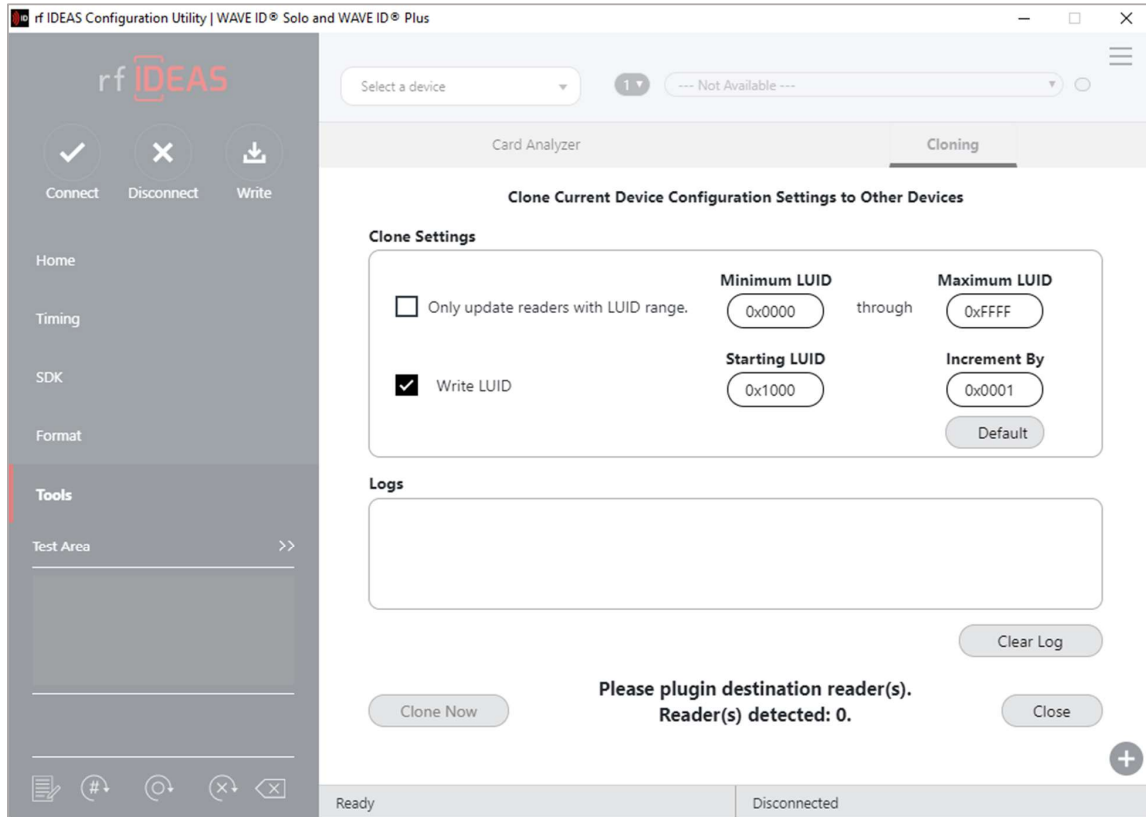 rf IDEAS Configuration Utility | WAVE ID® Solo and WAVE ID® Plus
rf IDEAS
Connect
Disconnect
Write
Home
Timing
SDK
Format
Tools
Test Area >>
Select a device
1
--- Not Available ---
Card Analyzer
Cloning
Clone Current Device Configuration Settings to Other Devices
Clone Settings
Minimum LUID
Maximum LUID
Only update readers with LUID range.
0x0000
through
0xFFFF
Starting LUID
Increment By
Write LUID
0x1000
0x0001
Default
Logs
Clear Log
Clone Now
Please plugin destination reader(s).
Reader(s) detected: 0.
Close
Ready
Disconnected